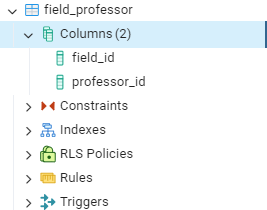 field_professor
Columns (2)
field_id
professor_id
Constraints
Indexes
RLS Policies
Rules
Triggers